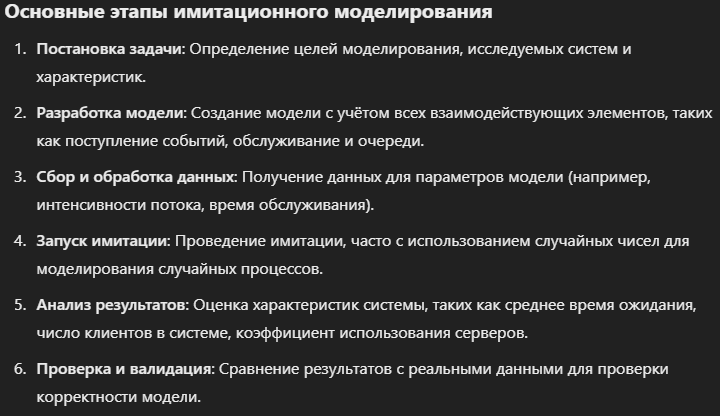 Основные этапы имитационного моделирования
1. Постановка задачи: Определение целей моделирования, исследуемых систем и
характеристик.
2. Разработка модели: Создание модели с учётом всех взаимодействующих элементов, таких
как поступление событий, обслуживание и очереди.
3. Сбор и обработка данных: Получение данных для параметров модели (например,
интенсивности потока, время обслуживания).
4. Запуск имитации: Проведение имитации, часто с использованием случайных чисел для
моделирования случайных процессов.
5. Анализ результатов: Оценка характеристик системы, таких как среднее время ожидания,
число клиентов в системе, коэффициент использования серверов.
6. Проверка и валидация: Сравнение результатов с реальными данными для проверки
корректности модели.